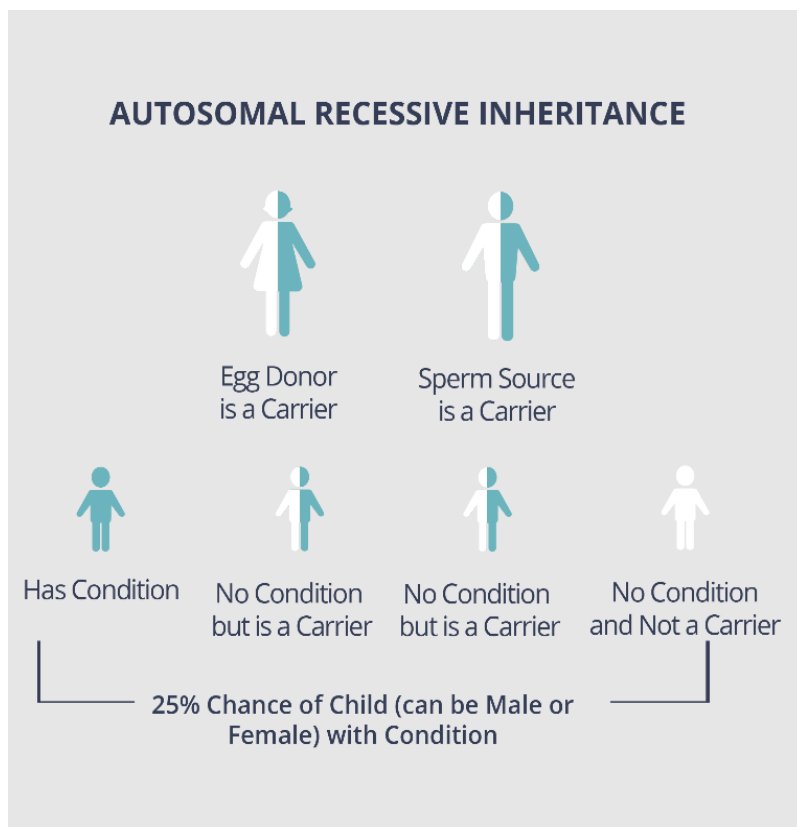 AUTOSOMAL RECESSIVE INHERITANCE
Egg Donor
is a Carrier
Sperm Source
is a Carrier
Has Condition
No Condition
but is a Carrier
No Condition
but is a Carrier
No Condition
and Not a Carrier
25% Chance of Child (can be Male or
Female) with Condition